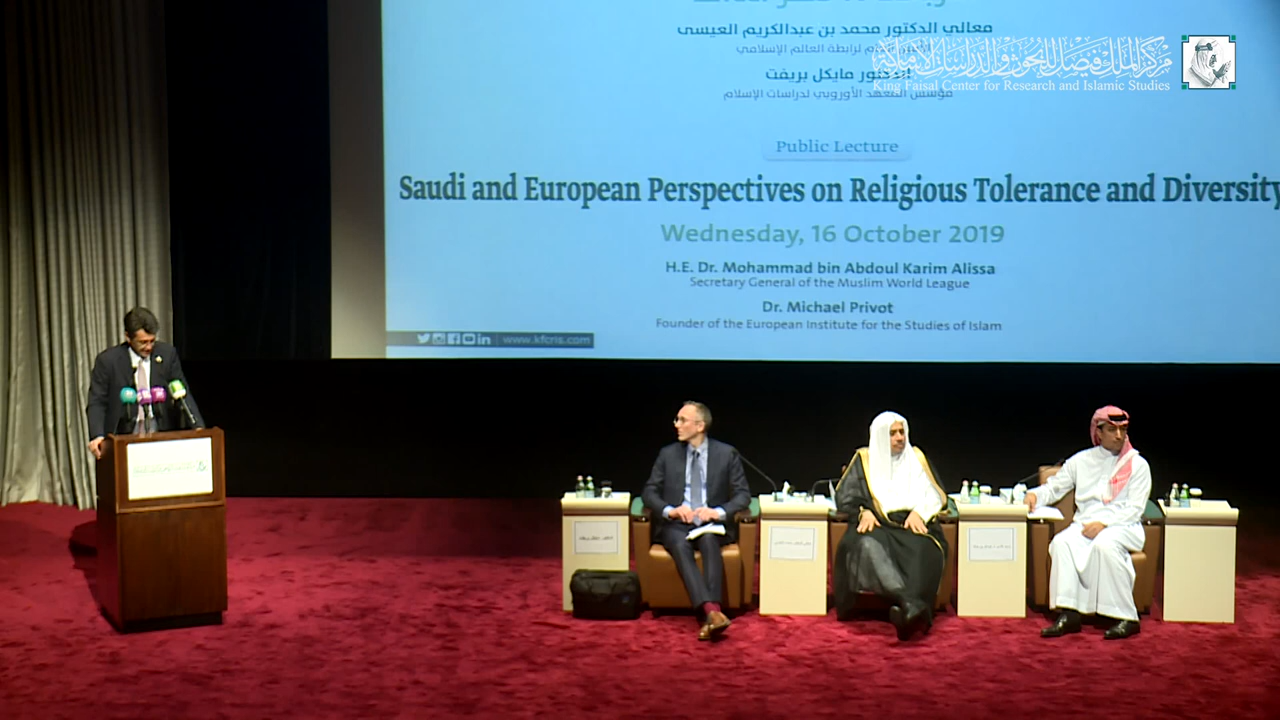 معالي الدكتور محمد بن عبدالكريم العيسى
الأمين العام لرابطة العالم الإسلامي
الدكتور مايكل بريفت
مؤسس المعهد الأوروبي لدراسات الإسلام
مركز الملك فيصل للبحوث والدراسات الإسلامية
King Faisal Center for Research and Islamic Studies
Public Lecture
Saudi and European Perspectives on Religious Tolerance and Diversity
Wednesday, 16 October 2019
H.E. Dr. Mohammad bin Abdoul Karim Alissa
Secretary General of the Muslim World League
Dr. Michael Privot
Founder of the European Institute for the Studies of Islam
www.kfcris.com